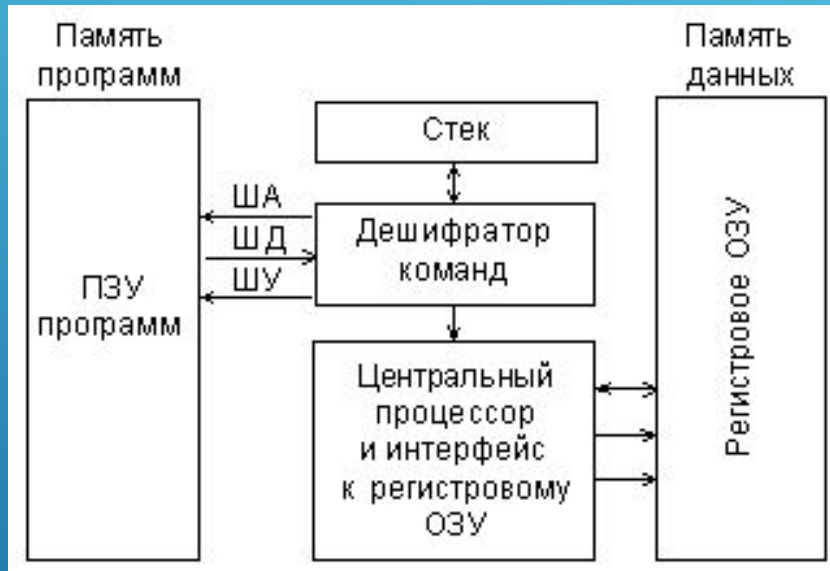 Память
программ
Память
данных
Стек
ША
ШД
ШУ
Дешифратор
команд
ПЗУ
программ
Центральный
процессор
и интерфейс
к регистровому
ОЗУ
Регистровое ОЗУ